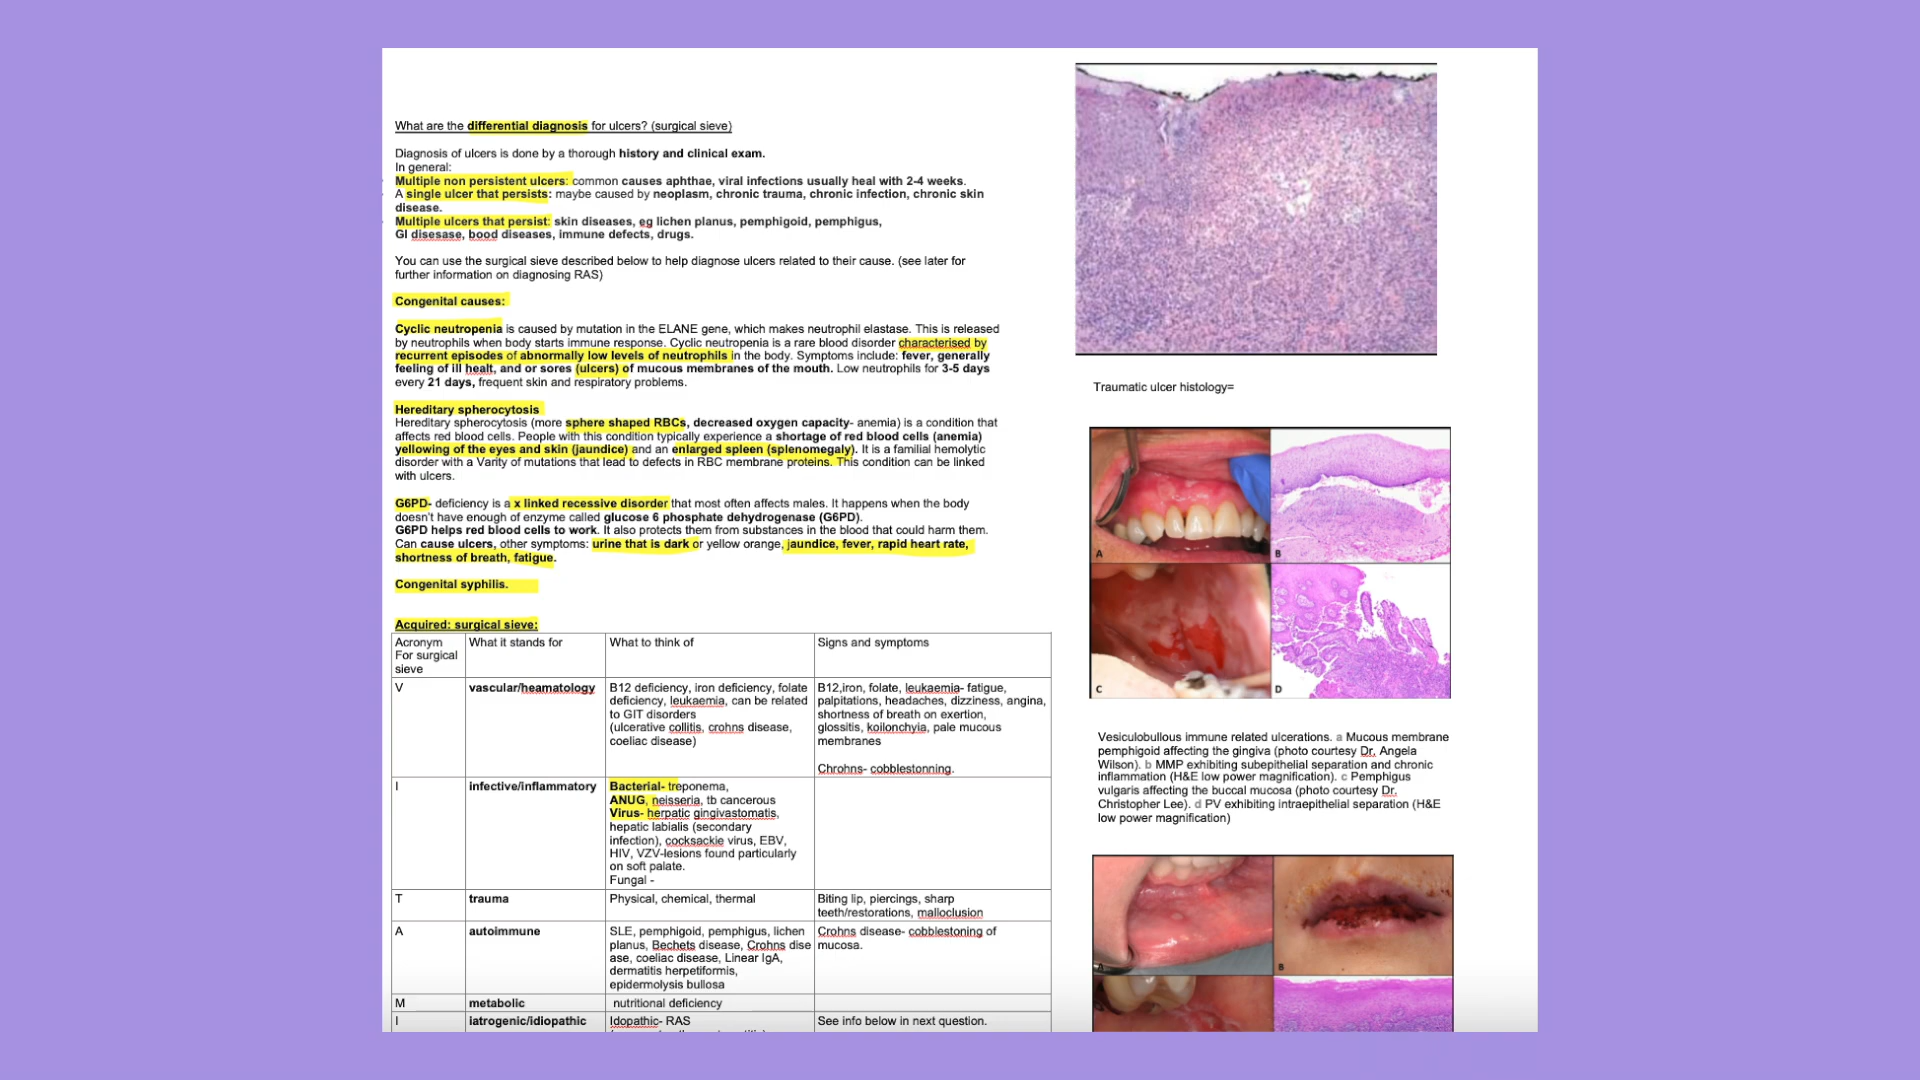 What are the differential diagnosis for ulcers? (surgical sieve)
Diagnosis of ulcers is done by a thorough history and clinical exam.
In general:
Multiple non persistent ulcers: common causes aphthae, viral infections usually heal with 2-4 weeks.
A single ulcer that persists: maybe caused by neoplasm, chronic trauma, chronic infection, chronic skin
disease.
Multiple ulcers that persist: skin diseases, eg lichen planus, pemphigoid, pemphigus,
GI disesase, bood diseases, immune defects, drugs.
You can use the surgical sieve described below to help diagnose ulcers related to their cause. (see later for
further information on diagnosing RAS)
Congenital causes:
Cyclic neutropenia is caused by mutation in the ELANE gene, which makes neutrophil elastase. This is released
by neutrophils when body starts immune response. Cyclic neutropenia is a rare blood disorder characterised by
recurrent episodes of abnormally low levels of neutrophils in the body. Symptoms include: fever, generally
feeling of ill healt, and or sores (ulcers) of mucous membranes of the mouth. Low neutrophils for 3-5 days
every 21 days, frequent skin and respiratory problems.
Hereditary spherocytosis
Hereditary spherocytosis (more sphere shaped RBCs, decreased oxygen capacity- anemia) is a condition that
affects red blood cells. People with this condition typically experience a shortage of red blood cells (anemia)
yellowing of the eyes and skin (jaundice) and an enlarged spleen (splenomegaly). It is a familial hemolytic
disorder with a Varity of mutations that lead to defects in RBC membrane proteins. This condition can be linked
with ulcers.
G6PD- deficiency is a x linked recessive disorder that most often affects males. It happens when the body
doesn't have enough of enzyme called glucose 6 phosphate dehydrogenase (G6PD).
G6PD helps red blood cells to work. It also protects them from substances in the blood that could harm them.
Can cause ulcers, other symptoms: urine that is dark or yellow orange, jaundice, fever, rapid heart rate,
shortness of breath, fatigue.
Congenital syphilis.
Acquired: surgical sieve:
Acronym
For surgical
sieve
What it stands for
What to think of
Signs and symptoms
V
vascular/heamatology
B12 deficiency, iron deficiency, folate
deficiency, leukaemia, can be related
to GIT disorders
(ulcerative collitis, crohns disease,
coeliac disease)
B12,iron, folate, leukaemia- fatigue,
palpitations, headaches, dizziness, angina,
shortness of breath on exertion,
glossitis, koilonchyia, pale mucous
membranes
Chrohns- cobblestonning.
I
infective/inflammatory
Bacterial- treponema,
ANUG, neisseria, tb cancerous
Virus- herpatic gingivastomatis,
hepatic labialis (secondary
infection), cocksackie virus, EBV,
HIV, VZV-lesions found particularly
on soft palate.
Fungal -
T
trauma
Physical, chemical, thermal
Biting lip, piercings, sharp
teeth/restorations, malloclusion
A
autoimmune
SLE, pemphigoid, pemphigus, lichen
planus, Bechets disease, Crohns dise
ase, coeliac disease, Linear IgA,
dermatitis herpetiformis,
epidermolysis bullosa
Crohns disease- cobblestoning of
mucosa.
M
metabolic
nutritional deficiency
I
iatrogenic/idiopathic
Idopathic- RAS
See info below in next question.
Traumatic ulcer histology=
A
B
C
D
Vesiculobullous immune related ulcerations. a Mucous membrane
pemphigoid affecting the gingiva (photo courtesy Dr. Angela
Wilson). b MMP exhibiting subepithelial separation and chronic
inflammation (H&E low power magnification). c Pemphigus
vulgaris affecting the buccal mucosa (photo courtesy Dr.
Christopher Lee). d PV exhibiting intraepithelial separation (H&E
low power magnification)
A
B